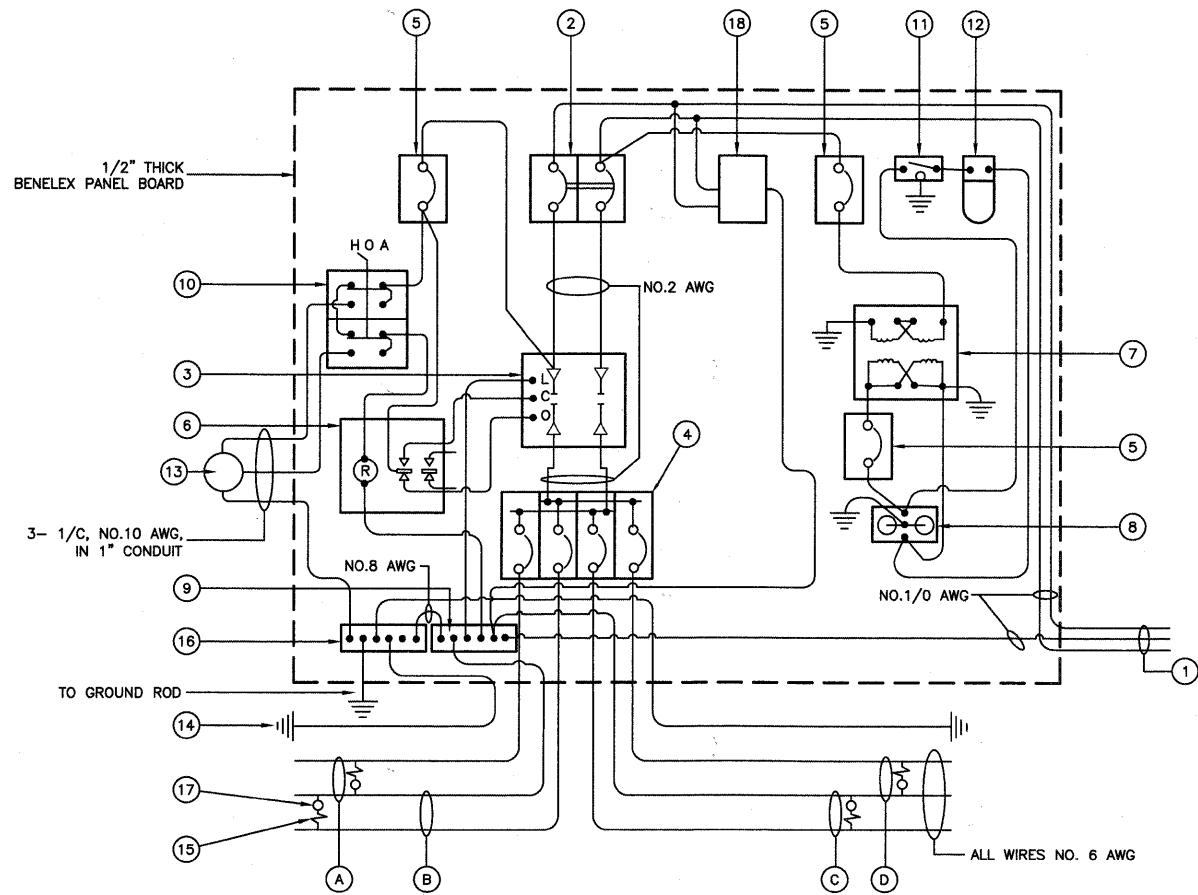 5
2
18
5
11
12
1/2" THICK
BENELEX PANEL BOARD
H O A
10
NO.2 AWG
7
3
L
C
O
6
4
5
13
R
8
3- 1/C, NO.10 AWG,
IN 1" CONDUIT
NO.8 AWG
9
NO.1/0 AWG
16
1
TO GROUND ROD
14
17
15
ALL WIRES NO. 6 AWG
A
B
C
D